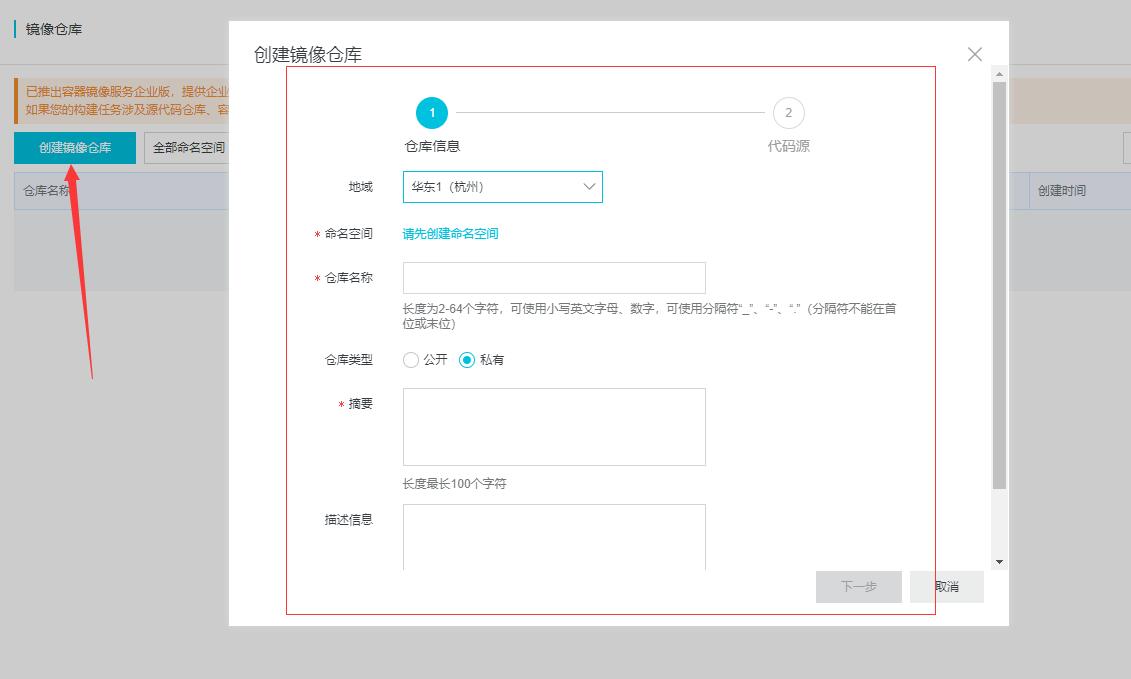 镜像仓库
已推出容器镜像服务企业版，提供企业
如果您的构建任务涉及源代码仓库、容
创建镜像仓库
全部命名空间
仓库名称
创建时间
创建镜像仓库
1
2
仓库信息
代码源
地域
华东1（杭州）
* 命名空间
请先创建命名空间
* 仓库名称
长度为2-64个字符，可使用小写英文字母、数字，可使用分隔符“_”、“-”、“.”（分隔符不能在首
位或末位）
仓库类型
公开
私有
* 摘要
长度最长100个字符
描述信息
下一步
取消